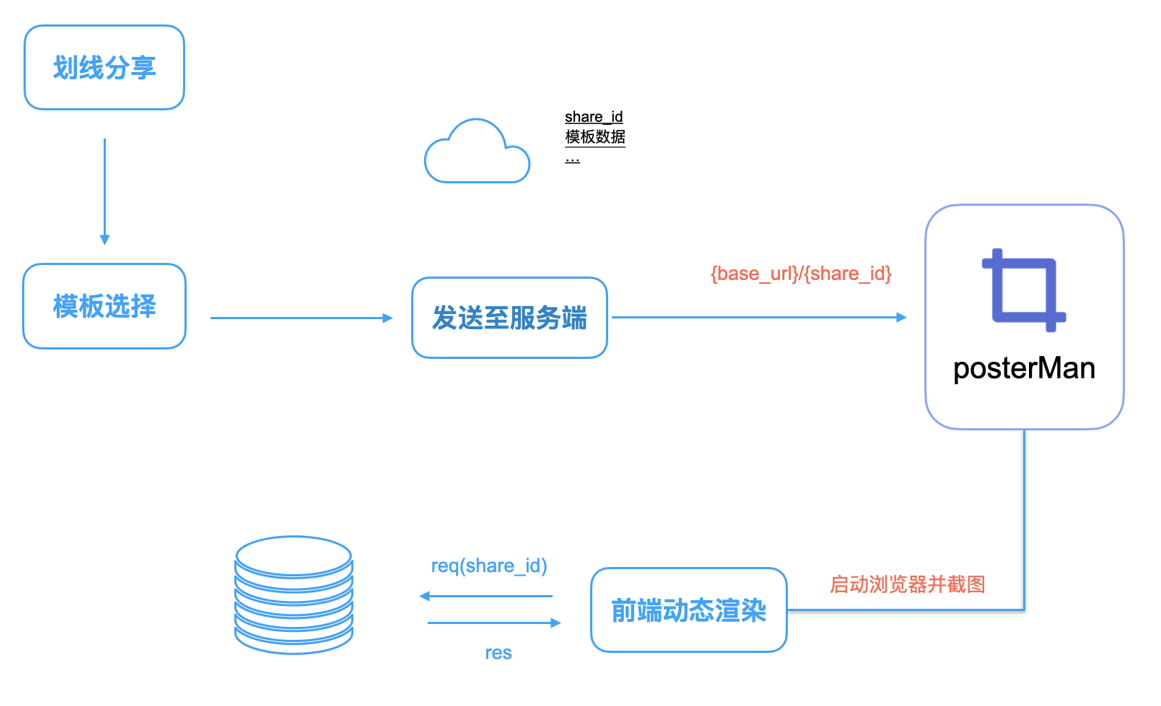 划线分享
share_id
模板数据
...
模板选择
发送至服务端
{base_url}/{share_id}
posterMan
req(share_id)
res
前端动态渲染
启动浏览器并截图